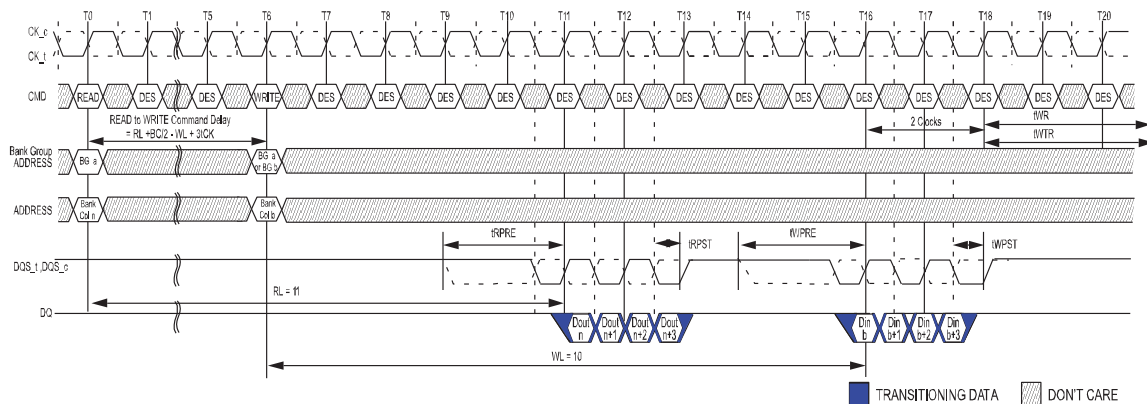 T0 T1 T5 T6 T7 T8 T9 T10 T11 T12 T13 T14 T15 T16 T17 T18 T19 T20
CK_c
CK_t
CMD READ DES DES WRITE DES DES DES DES DES DES DES DES DES DES DES DES DES DES
READ to WRITE Command Delay
= RL +BC/2 - WL + 3tCK
2 Clocks
tWR
tWTR
Bank Group
ADDRESS
BG a
BG a
or BG b
ADDRESS
Bank
Col n
Bank
Col b
tRPRE tRPST tWPRE tWPST
DQS_t,DQS_c
RL = 11
DQ
Dout
n
Dout
n+1
Dout
n+2
Dout
n+3
Din
b
Din
b+1
Din
b+2
Din
b+3
WL = 10
TRANSITIONING DATA DON'T CARE